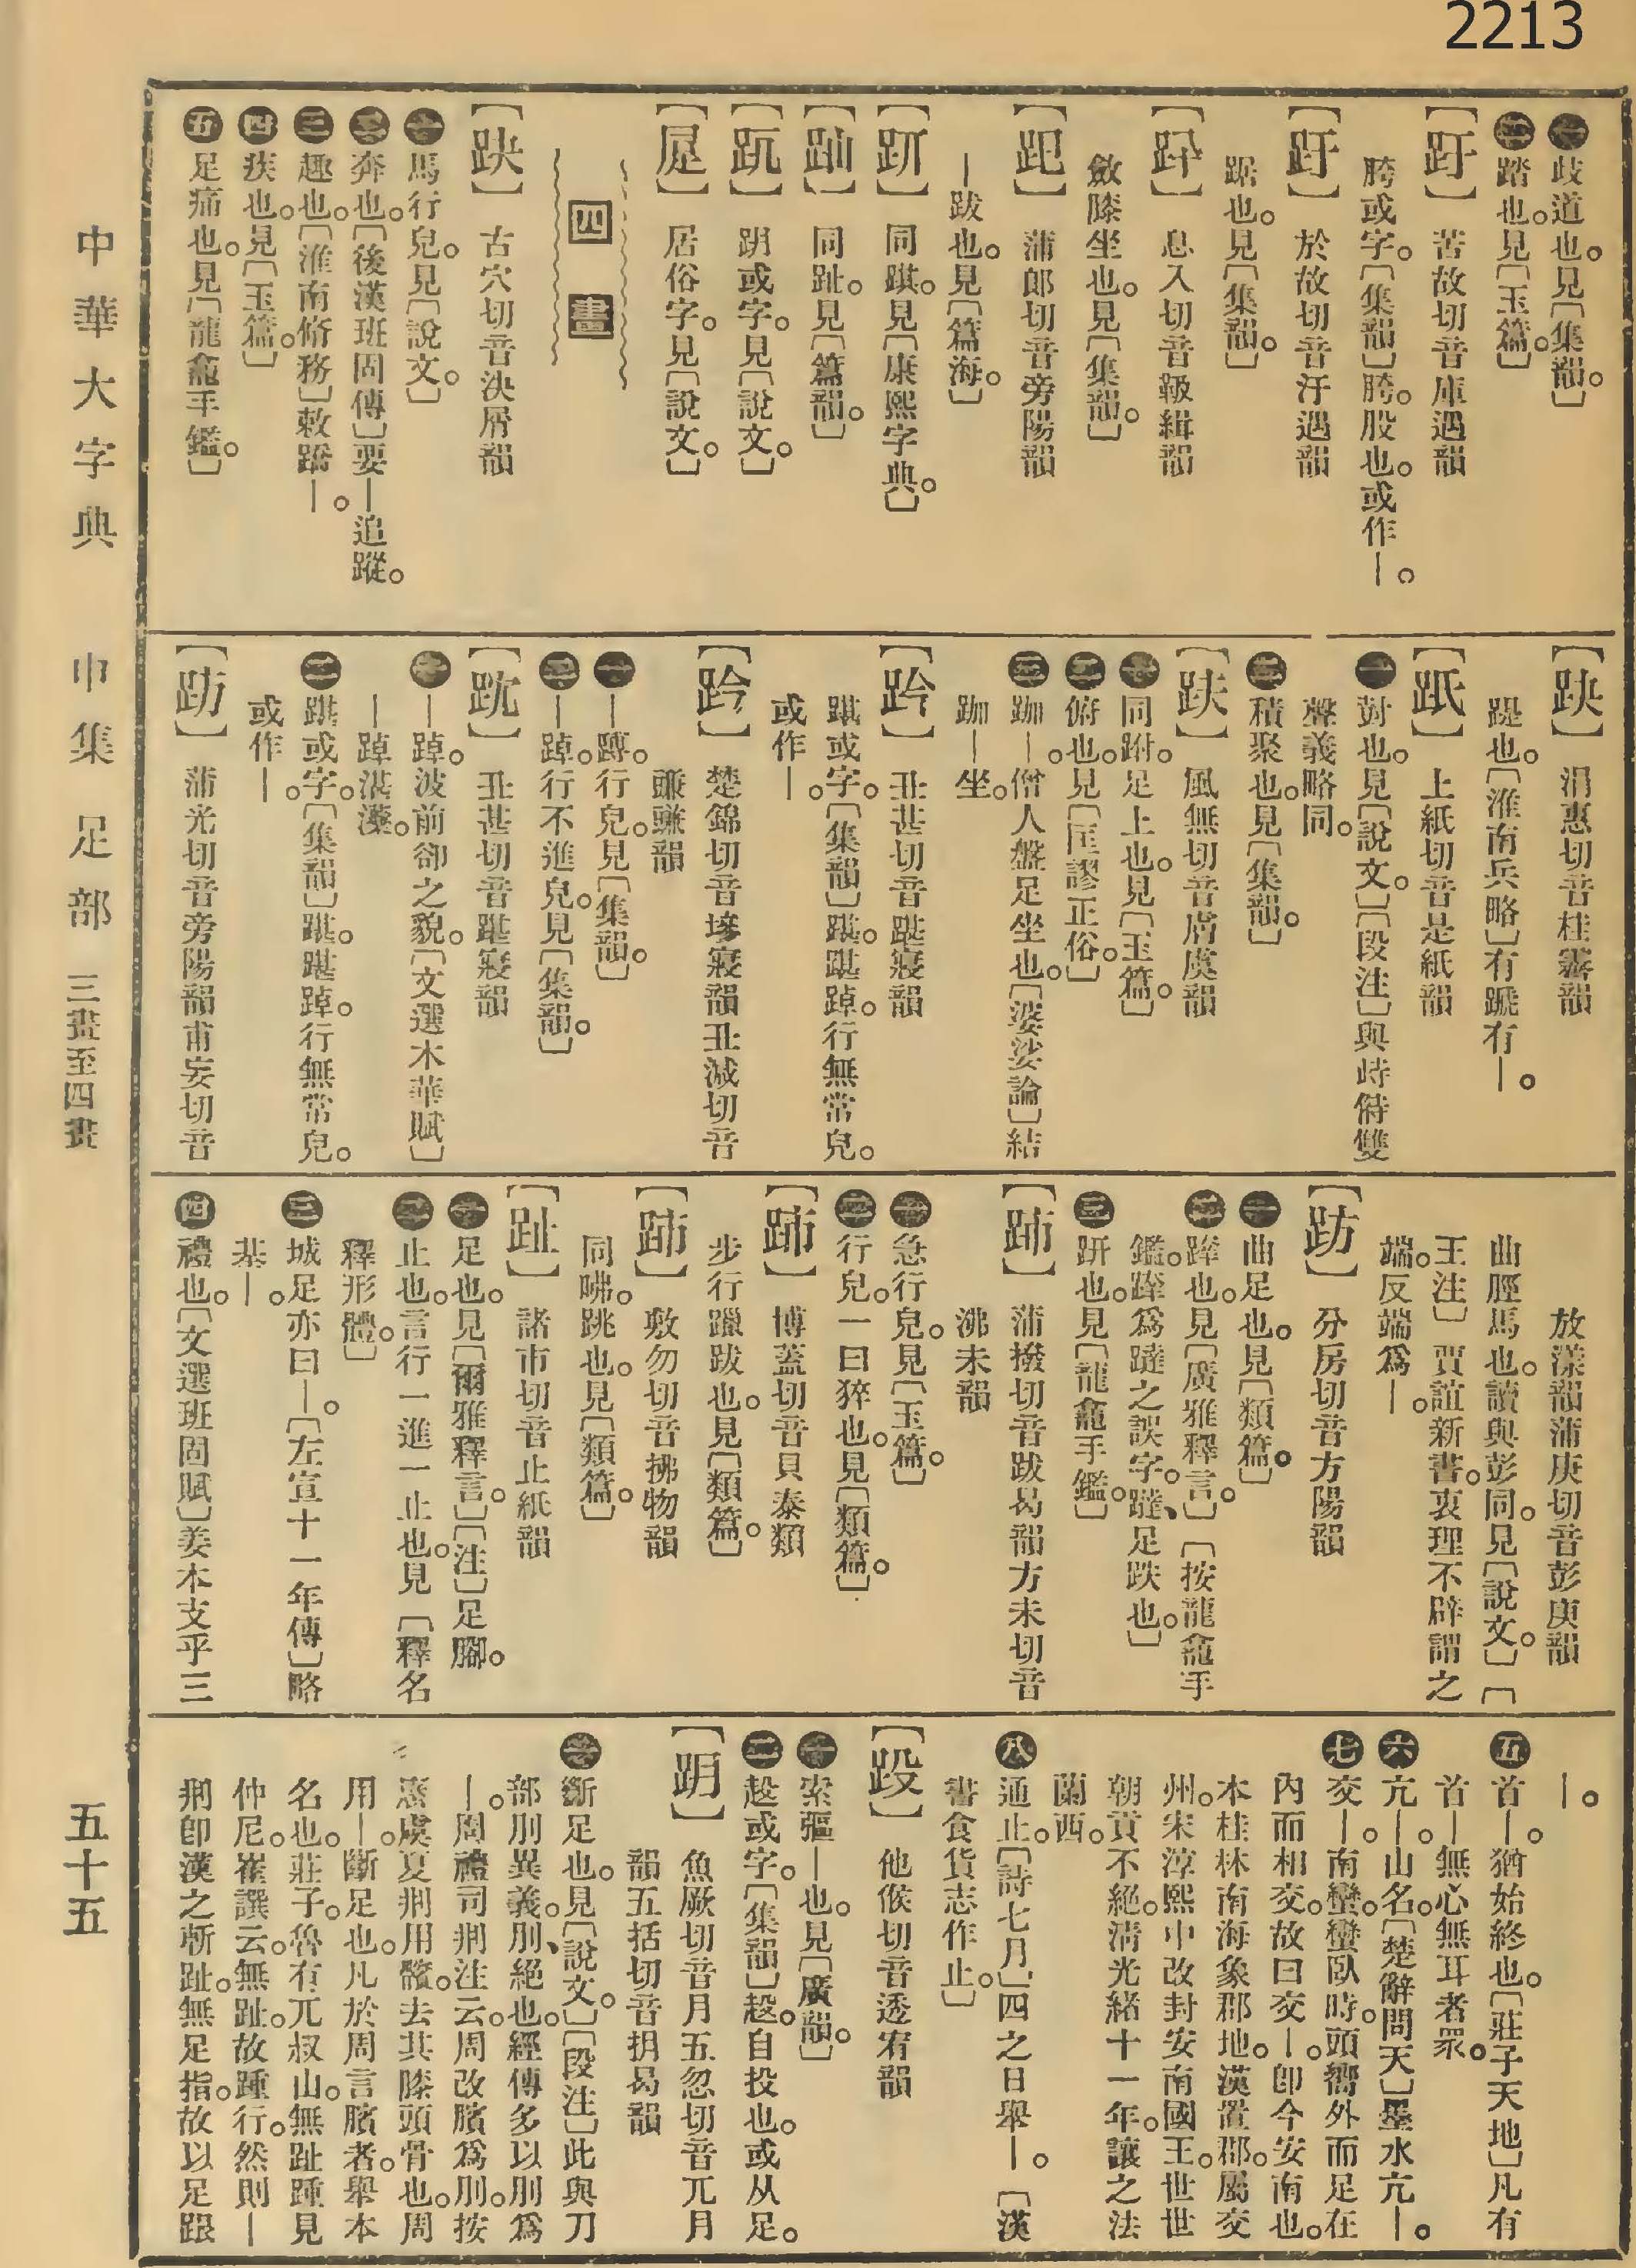 2213
㊀歧道也。見〔集韻。〕
㊁踏也。見〔玉篇。〕
〔趶〕苦故切音庫遇韻
胯或字。〔集韻〕胯。股也。或作｜。
〔趶〕於故切音汙遇韻
踞也。見〔集韻。〕
息入切音靸緝韻
斂膝坐也。見〔集韻。〕
〔跁〕蒲郎切音旁陽韻
｜跋也。見〔篇海。〕
同踑。見〔康熙字典。〕
同趾。見〔篇韻。〕
〔䟢〕跀或字。見〔說文。〕
居俗字。見〔說文。〕
四畫
〔趹〕古穴切音決屑韻
㊀馬行皃。見〔說文。〕
㊁奔也。〔後漢班固傳〕要｜追蹤。
㊂趣也。〔淮南脩務〕敕蹻｜。
㊃疾也。見〔玉篇。〕
㊄足痛也。見〔龍龕手鑑。〕
〔趹〕涓惠切音桂霽韻
踶也。〔淮南兵略〕有蹏有｜。
〔䟗〕上紙切音是紙韻
㊀䟗也。見〔說文。〕〔段注〕與峙偫雙
聲義略同。
㊁積聚也。見〔集韻。〕
〔趺〕風無切音膚虞韻
㊀同跗。足上也。見〔玉篇。〕
㊁俯也。見〔匡謬正俗。〕
㊂跏｜。僧人盤足坐也。〔婆娑論〕結
跏｜坐。
〔趻〕丑甚切音踸寑韻
踸或字。〔集韻〕踸。踸踔。行無常皃。
或作｜。
〔趻〕楚錦切音墋寑韻丑減切音
豏豏韻
㊀｜䠙。行皃。見〔集韻。〕
㊁｜踔。行不進皃。見〔集韻。〕
〔䟢〕丑甚切音踸寑韻
㊀｜踔。波前卻之貌。〔文選木華賦〕
｜踔湛濼。
㊁踸或字。〔集韻〕踸。踸踔。行無常皃。
或作｜。
〔趽〕蒲光切音旁陽韻甫妄切音
放漾韻蒲庚切音彭庚韻
曲脛馬也。讀與彭同。見〔說文。〕〔
王注〕賈誼新書。衷理不辟謂之
端。反端爲｜。
〔趽〕分房切音方陽韻
㊀曲足也。見〔類篇。〕
㊁踔也。見〔廣雅釋言。〕〔按龍龕手
鑑。踔爲躂之誤字。躂、足跌也。〕
㊂趼也。見〔龍龕手鑑。〕
〔䟛〕蒲撥切音跋曷韻方未切音
沸未韻
㊀急行皃。見〔玉篇。〕
㊁行皃。一曰猝也。見〔類篇。〕
〔䟛〕博蓋切音貝泰類
步行躐跋也。見〔類篇。〕
〔䟛〕敷勿切音拂物韻
同䟛。跳也。見〔類篇。〕
〔趾〕諸市切音止紙韻
㊀足也。見〔爾雅釋言。〕〔注〕足腳。
㊁止也。言行一進一止也。見〔釋名
釋形體。〕
㊂城足亦曰｜。〔左宣十一年傳〕略
基｜。
㊃禮也。〔文選班固賦〕姜本支乎三
｜。
㊄首｜。猶始終也。〔莊子天地〕凡有
首｜無心無耳者眾。
㊅亢｜。山名。〔楚辭問天〕墨水亢｜。
㊆交｜。南蠻。蠻臥時。頭嚮外而足在
內而相交。故曰交｜。卽今安南也。
本桂林南海象郡地。漢置郡。屬交
州。宋淳熙中改封安南國王。世世
朝貢不絕。淸光緖十一年。讓之法
蘭西。
㊇通止。〔詩七月〕四之日舉｜。〔漢
書食貨志作止。〕
〔䟝〕他候切音透宥韻
㊀索彊｜也。見〔廣韻。〕
㊁䞬或字。〔集韻〕䞬。自投也。或从足。
〔跀〕魚厥切音月五忽切音兀月
韻五括切音抈曷韻
㊀斷足也。見〔說文。〕〔段注〕此與刀
部刖異義。刖、絕也。經傳多以刖爲
｜。周禮司刑注云。周改臏爲刖。按
唐虞夏刑用髕。去其膝頭骨也。周
用｜。斷足也。凡於周言臏者。舉本
名也。莊子。魯有兀叔山。無趾踵見
仲尼。崔譔云。無趾。故踵行。然則｜
刑卽漢之斬趾。無足指。故以足跟
中華大字典　中集　足部　三畫至四畫
五十五